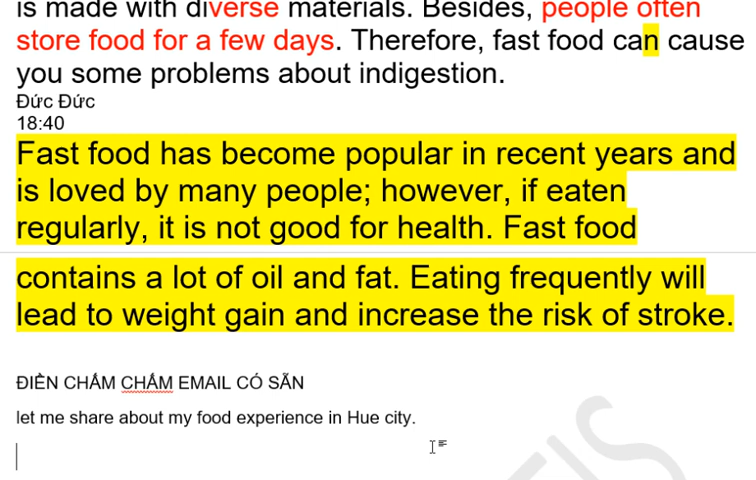 is made with diverse materials. Besides, people often
store food for a few days. Therefore, fast food can cause
you some problems about indigestion.
Đức Đức
18:40
Fast food has become popular in recent years and
is loved by many people; however, if eaten
regularly, it is not good for health. Fast food
contains a lot of oil and fat. Eating frequently will
lead to weight gain and increase the risk of stroke.
ĐIỀN CHẤM CHẤM EMAIL CÓ SẴN
let me share about my food experience in Hue city.